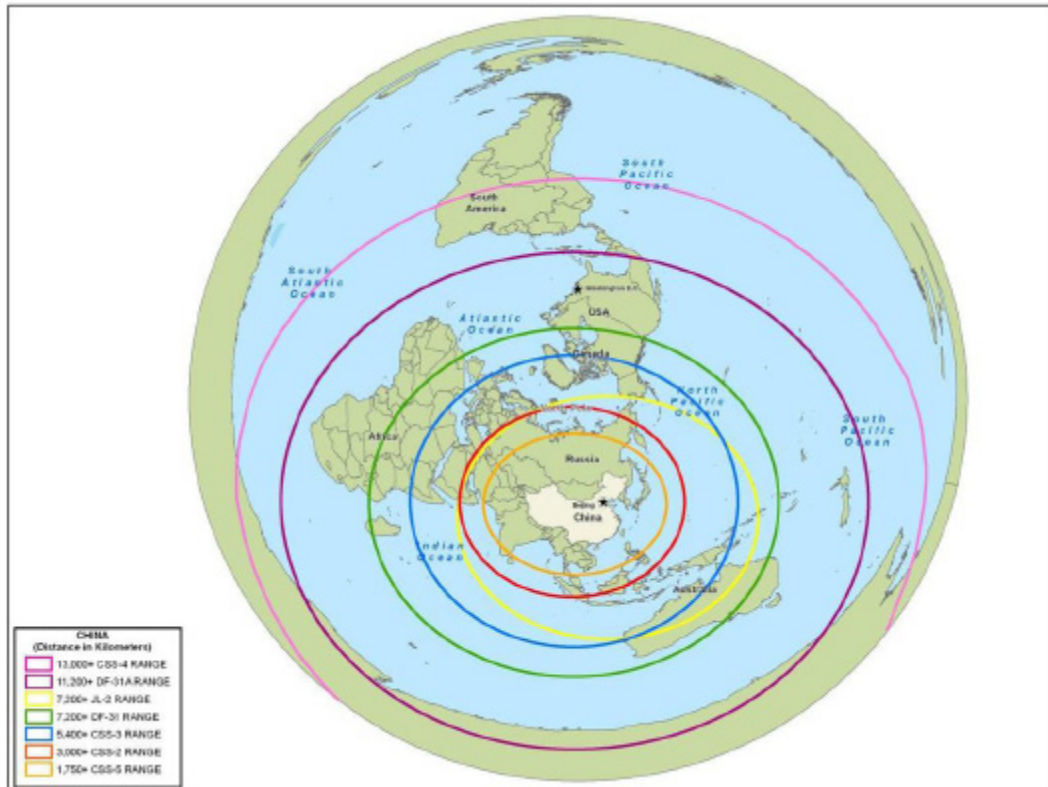 South
Pacific
Ocean
South
America
South
Atlantic
Ocean
Washington D.C.
USA
Atlantic
Ocean
Canada
North
Pacific
Ocean
South
Pacific
Ocean
Africa
Russia
Beijing
China
Indian
Ocean
Australia
CHINA
(Distance in Kilometers)
13,000+ CSS-4 RANGE
11,200+ DF-31A RANGE
7,200+ JL-2 RANGE
7,200+ DF-31 RANGE
5,400+ CSS-3 RANGE
3,000+ CSS-2 RANGE
1,750+ CSS-5 RANGE